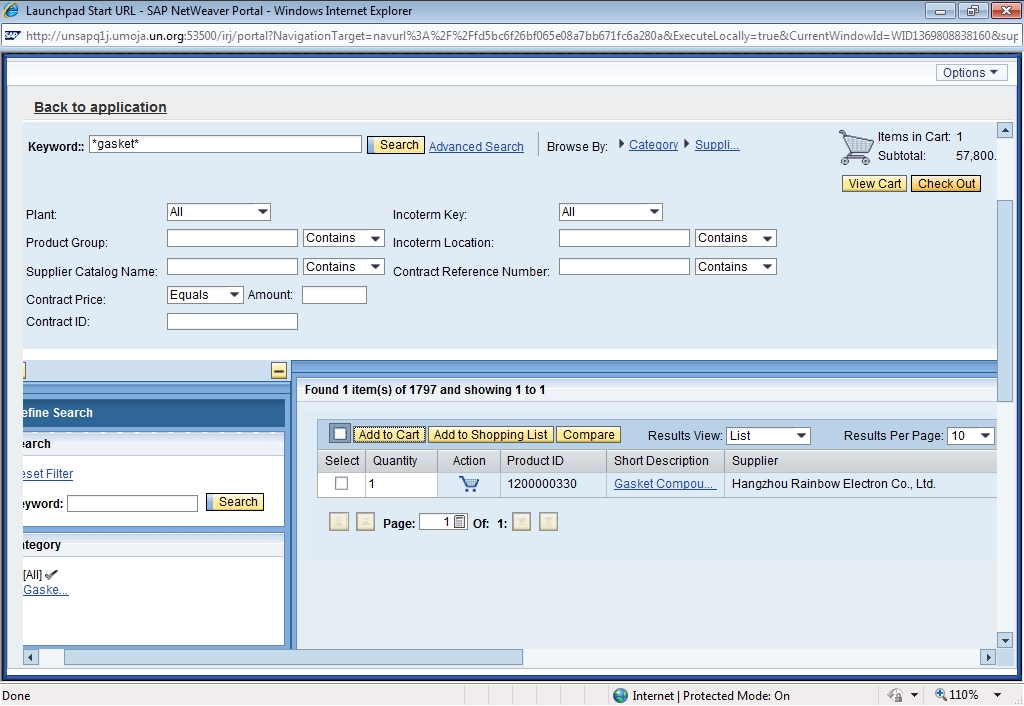 Launchpad Start URL - SAP NetWeaver Portal - Windows Internet Explorer
SAP http://unsapq1j.umoja.un.org:53500/irj/portal?NavigationTarget=navurl%3A%2F%2Ffd5bc6f26bf065e08a7bb671fc6a280a&ExecuteLocally=true&CurrentWindowId=WID1369808838160&sup
Options
Back to application
Keyword:: *gasket* Search Advanced Search Browse By: Category Suppli... Items in Cart: 1
Subtotal: 57,800.
View Cart Check Out
Plant: All Incoterm Key: All
Product Group: Contains Incoterm Location: Contains
Supplier Catalog Name: Contains Contract Reference Number: Contains
Contract Price: Equals Amount:
Contract ID:
Found 1 item(s) of 1797 and showing 1 to 1
efine Search
earch
eset Filter
eyword: Search
ategory
[All]
Gaske...
Add to Cart Add to Shopping List Compare Results View: List Results Per Page: 10
Select Quantity Action Product ID Short Description Supplier
1 1200000330 Gasket Compou... Hangzhou Rainbow Electron Co., Ltd.
Page: 1 Of: 1:
Done Internet | Protected Mode: On 110%